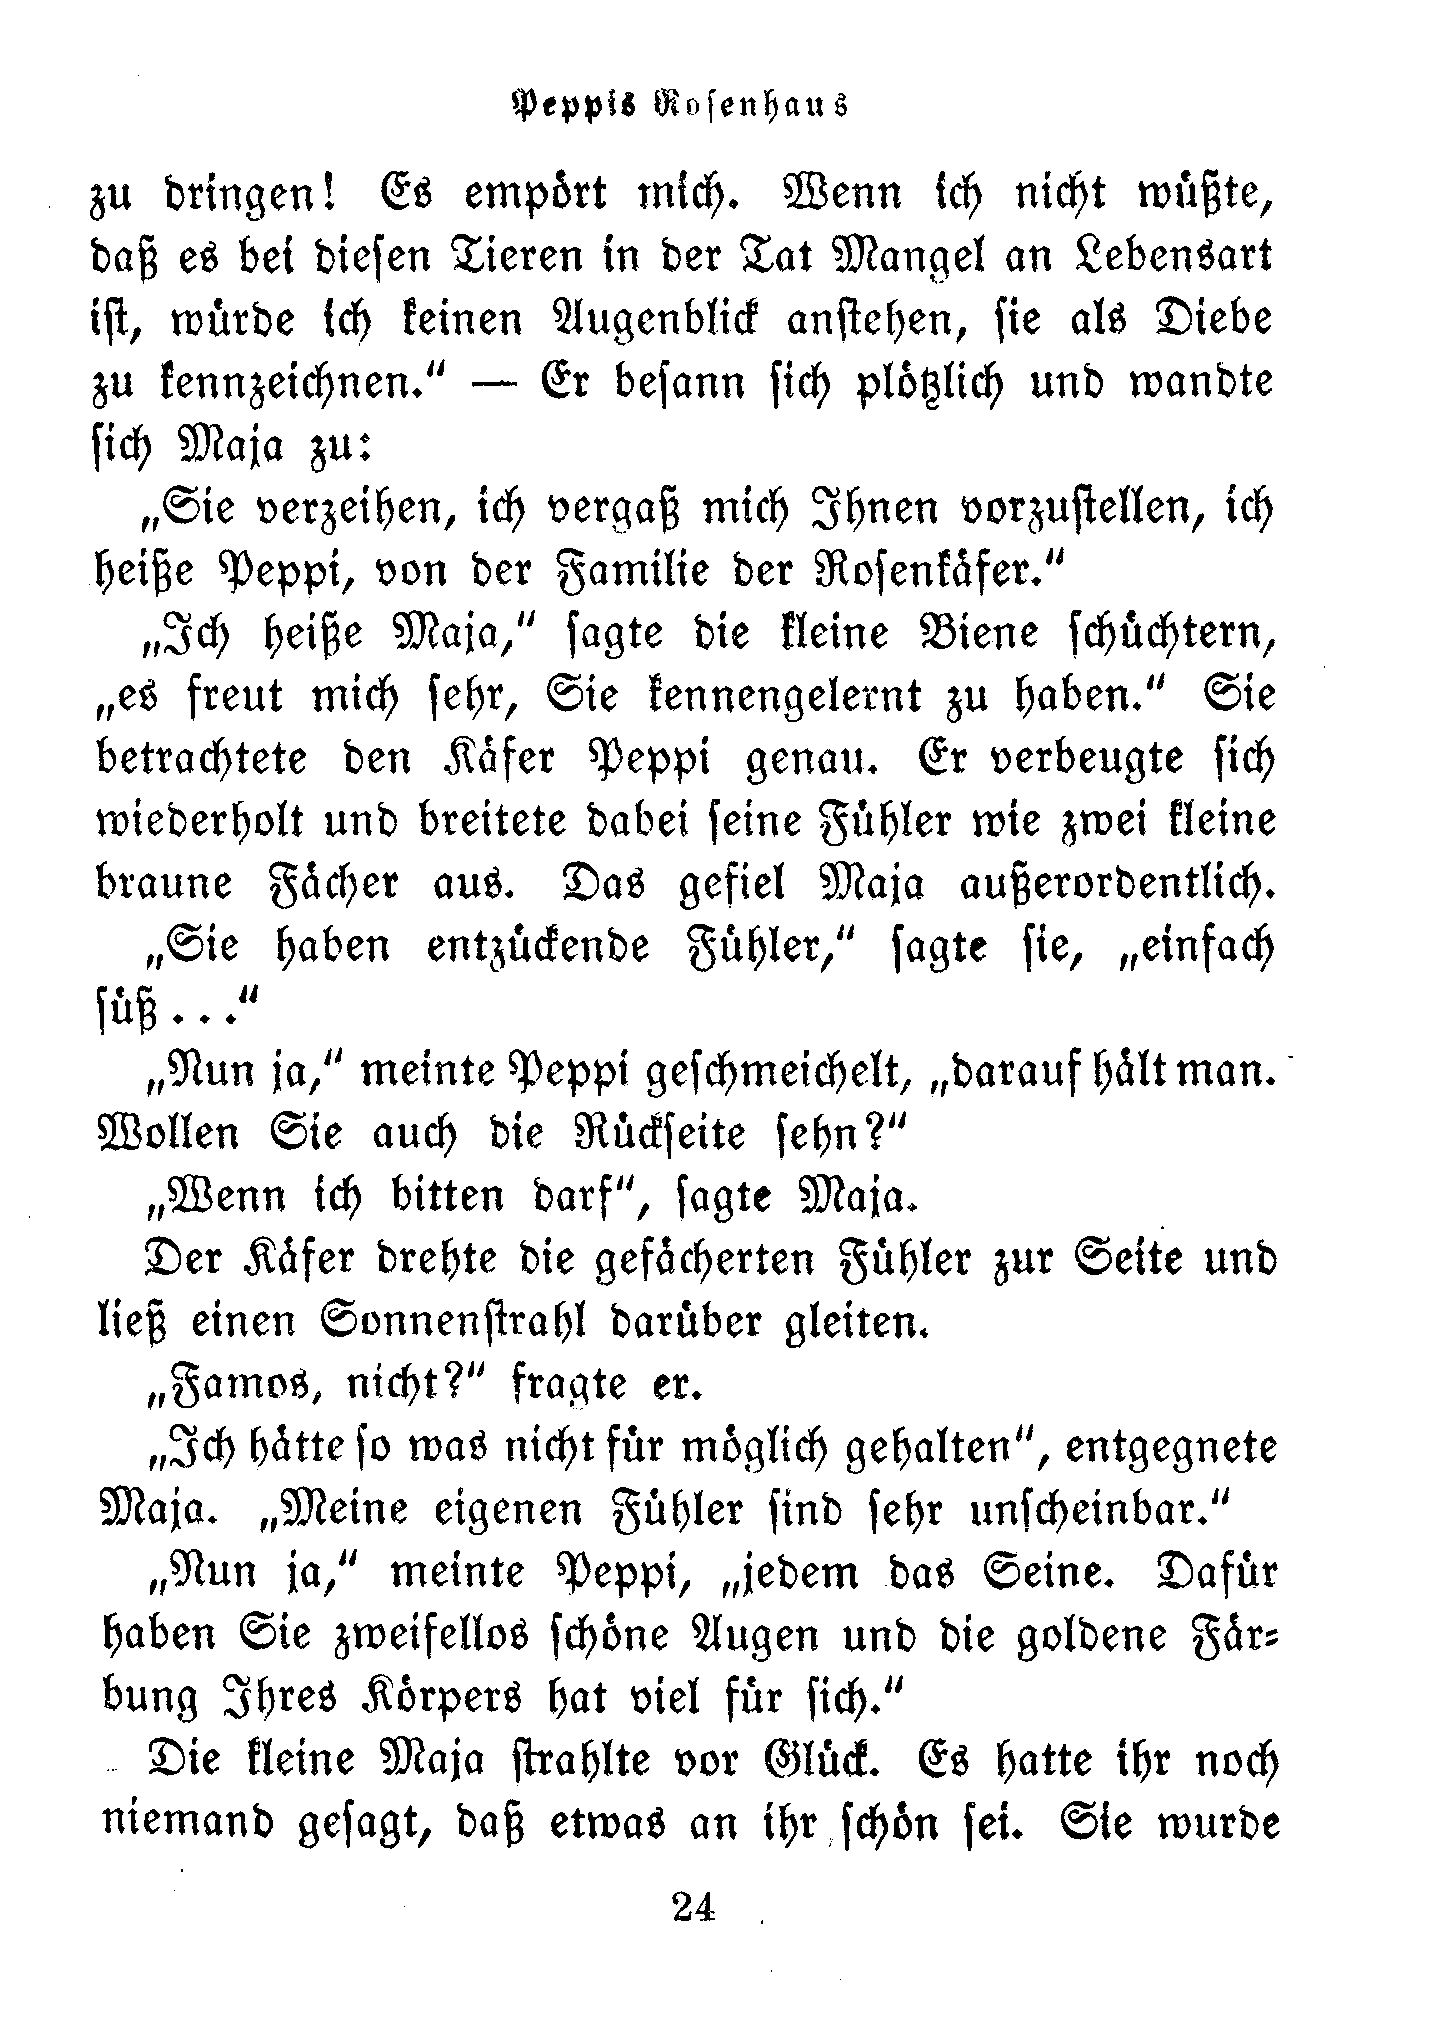 Peppis Rosenhaus
zu dringen! Es empört mich. Wenn ich nicht wüßte,
daß es bei diesen Tieren in der Tat Mangel an Lebensart
ist, würde ich keinen Augenblick anstehen, sie als Diebe
zu kennzeichnen.“ — Er besann sich plötzlich und wandte
sich Maja zu:
„Sie verzeihen, ich vergaß mich Ihnen vorzustellen, ich
heiße Peppi, von der Familie der Rosenkäfer.“
„Ich heiße Maja,“ sagte die kleine Biene schüchtern,
„es freut mich sehr, Sie kennengelernt zu haben.“ Sie
betrachtete den Käfer Peppi genau. Er verbeugte sich
wiederholt und breitete dabei seine Fühler wie zwei kleine
braune Fächer aus. Das gefiel Maja außerordentlich.
„Sie haben entzückende Fühler,“ sagte sie, „einfach
süß . . .“
„Nun ja,“ meinte Peppi geschmeichelt, „darauf hält man.
Wollen Sie auch die Rückseite sehn?“
„Wenn ich bitten darf“, sagte Maja.
Der Käfer drehte die gefächerten Fühler zur Seite und
ließ einen Sonnenstrahl darüber gleiten.
„Famos, nicht?“ fragte er.
„Ich hätte so was nicht für möglich gehalten“, entgegnete
Maja. „Meine eigenen Fühler sind sehr unscheinbar.“
„Nun ja,“ meinte Peppi, „jedem das Seine. Dafür
haben Sie zweifellos schöne Augen und die goldene Fär-
bung Ihres Körpers hat viel für sich.“
Die kleine Maja strahlte vor Glück. Es hatte ihr noch
niemand gesagt, daß etwas an ihr schön sei. Sie wurde
24